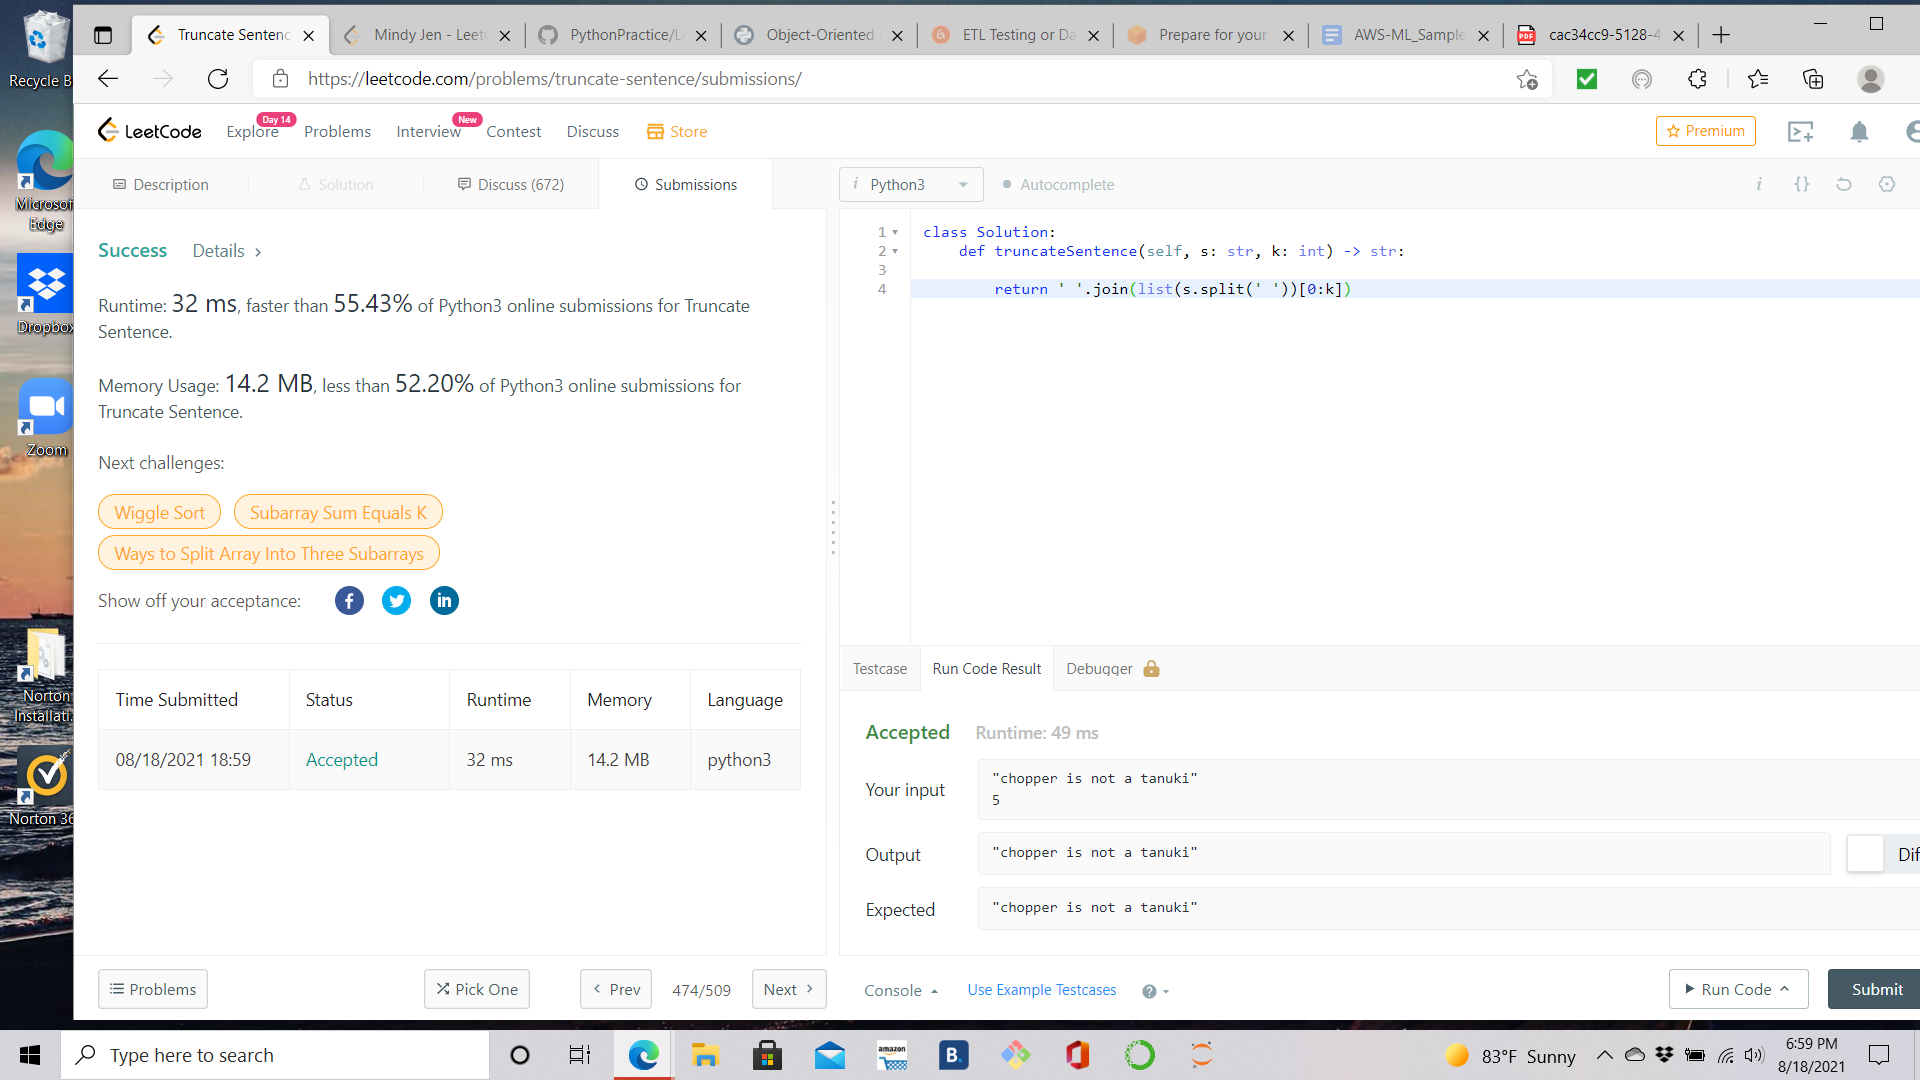 Recycle B
Microsof
Edge
Dropbox
Zoom
Norton
Installati...
Norton 36
Truncate Sentenc
Mindy Jen - Leet
PythonPractice/L
Object-Oriented
ETL Testing or Da
Prepare for your
AWS-ML_Sample
PDF
cac34cc9-5128-4
https://leetcode.com/problems/truncate-sentence/submissions/
LeetCode
Explore
Day 14
Problems
Interview
New
Contest
Discuss
Store
Premium
Description
Solution
Discuss (672)
Submissions
i Python3
Autocomplete
i {}
Success
Details >
Runtime: 32 ms, faster than 55.43% of Python3 online submissions for Truncate
Sentence.
Memory Usage: 14.2 MB, less than 52.20% of Python3 online submissions for
Truncate Sentence.
Next challenges:
Wiggle Sort
Subarray Sum Equals K
Ways to Split Array Into Three Subarrays
Show off your acceptance:
f
in
Time Submitted Status Runtime Memory Language
08/18/2021 18:59 Accepted 32 ms 14.2 MB python3
1 class Solution:
2 def truncateSentence(self, s: str, k: int) -> str:
3
4 return ' '.join(list(s.split(' '))[0:k])
Testcase
Run Code Result
Debugger
Accepted Runtime: 49 ms
Your input
"chopper is not a tanuki"
5
Output
"chopper is not a tanuki"
Dif
Expected
"chopper is not a tanuki"
Problems
Pick One
< Prev
474/509
Next >
Console
Use Example Testcases
?
Run Code
Submit
Type here to search
amazon
B.
83°F Sunny
6:59 PM
8/18/2021